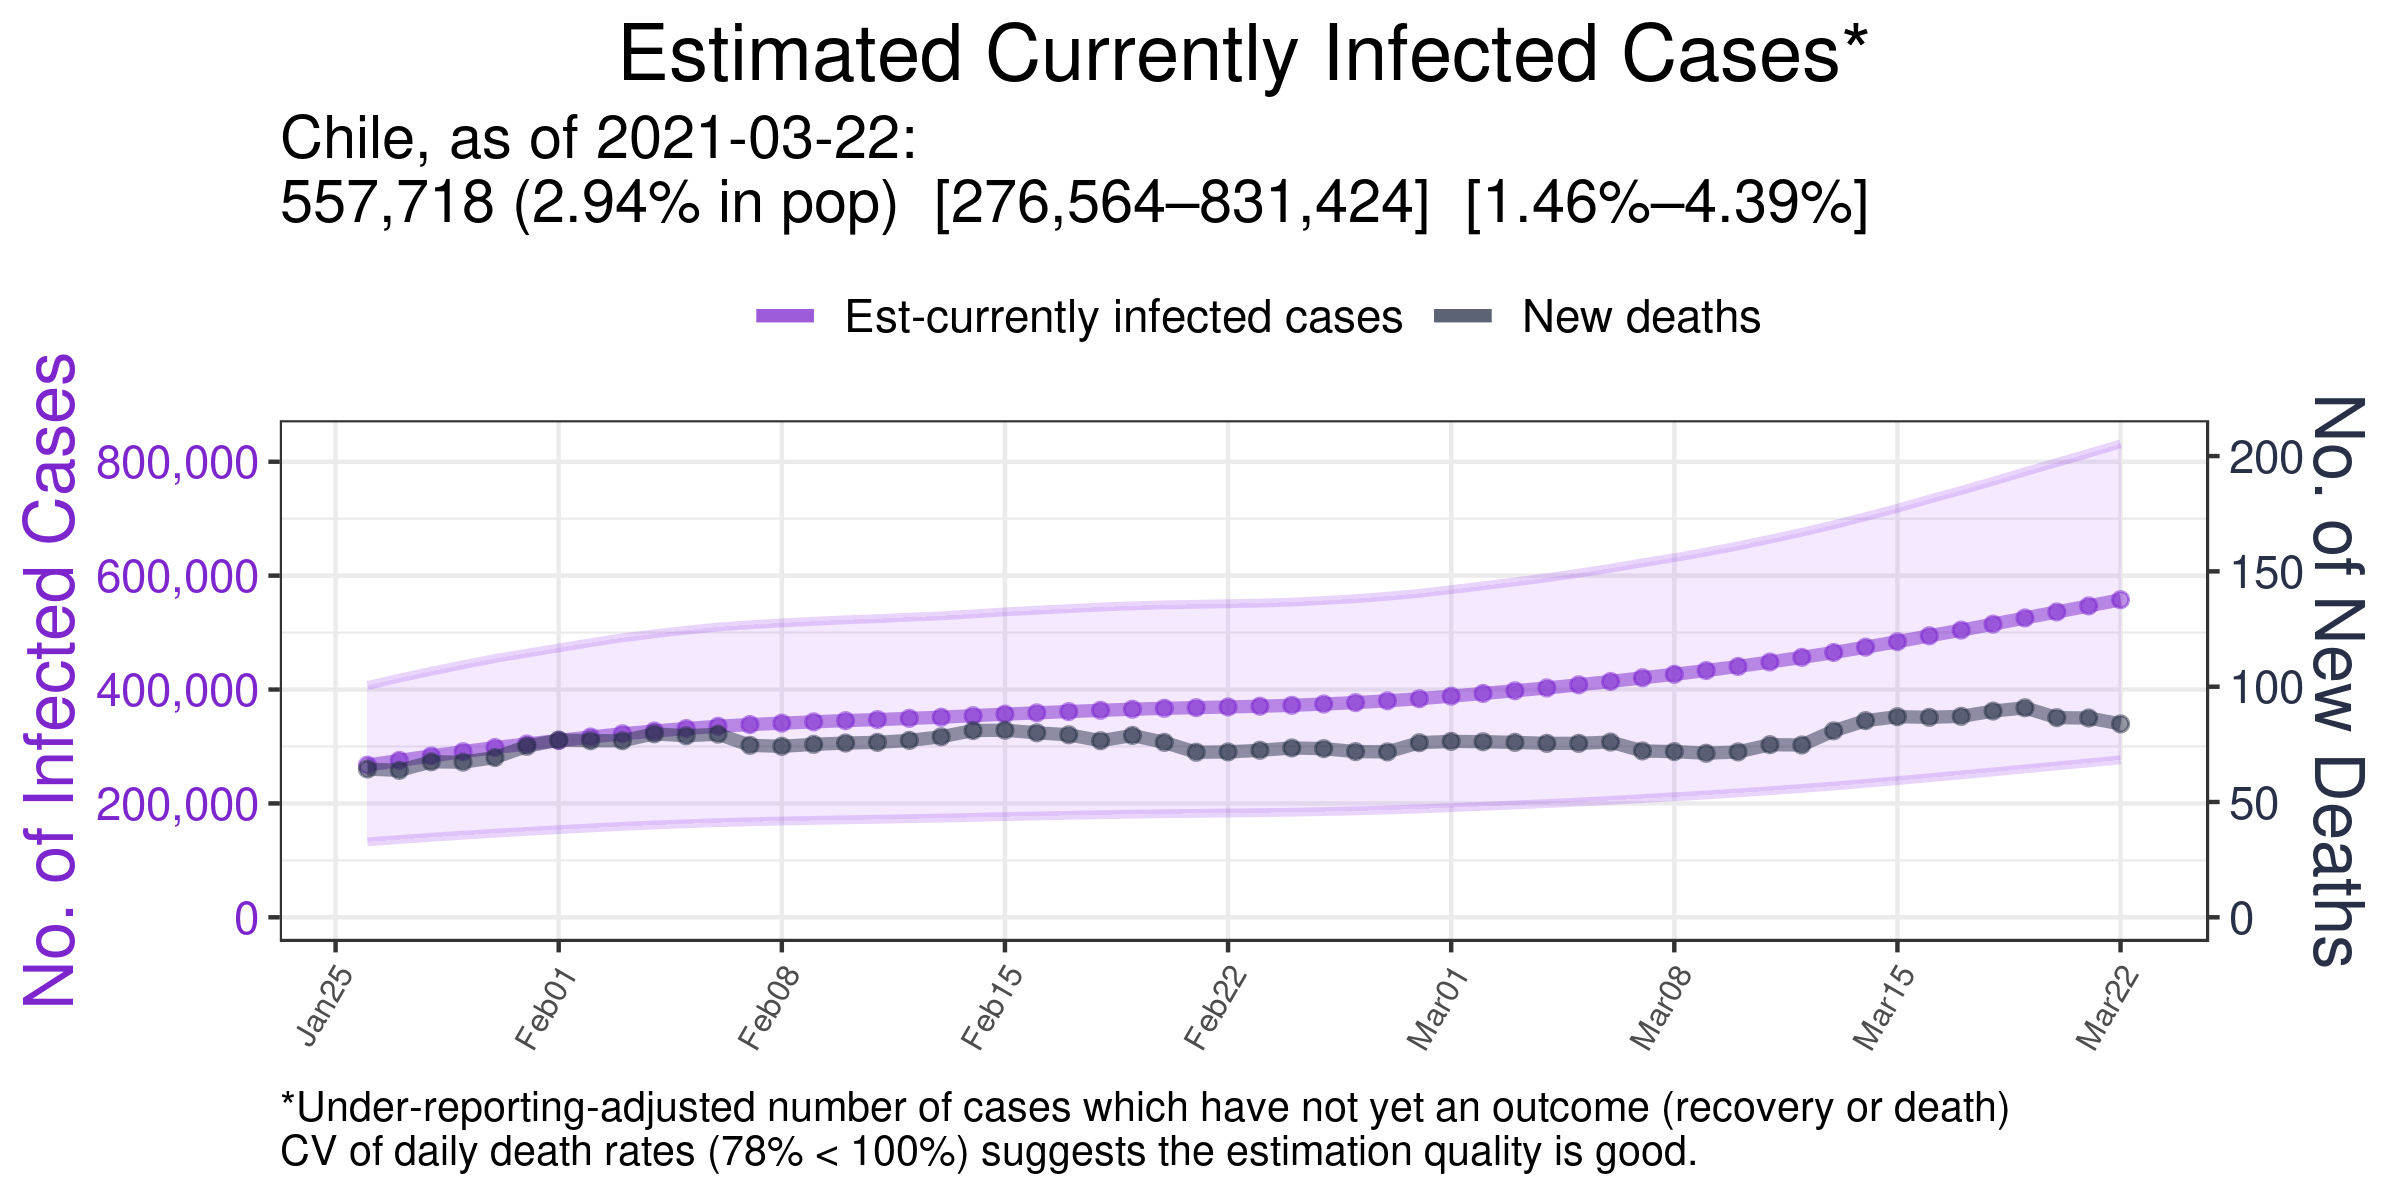 Estimated Currently Infected Cases*
Chile, as of 2021-03-22:
557,718 (2.94% in pop)  [276,564–831,424]  [1.46%–4.39%]
Est-currently infected cases
New deaths
No. of Infected Cases
800,000
600,000
400,000
200,000
0
200
150
100
50
0
No. of New Deaths
Jan25
Feb01
Feb08
Feb15
Feb22
Mar01
Mar08
Mar15
Mar22
*Under-reporting-adjusted number of cases which have not yet an outcome (recovery or death)
CV of daily death rates (78% < 100%) suggests the estimation quality is good.